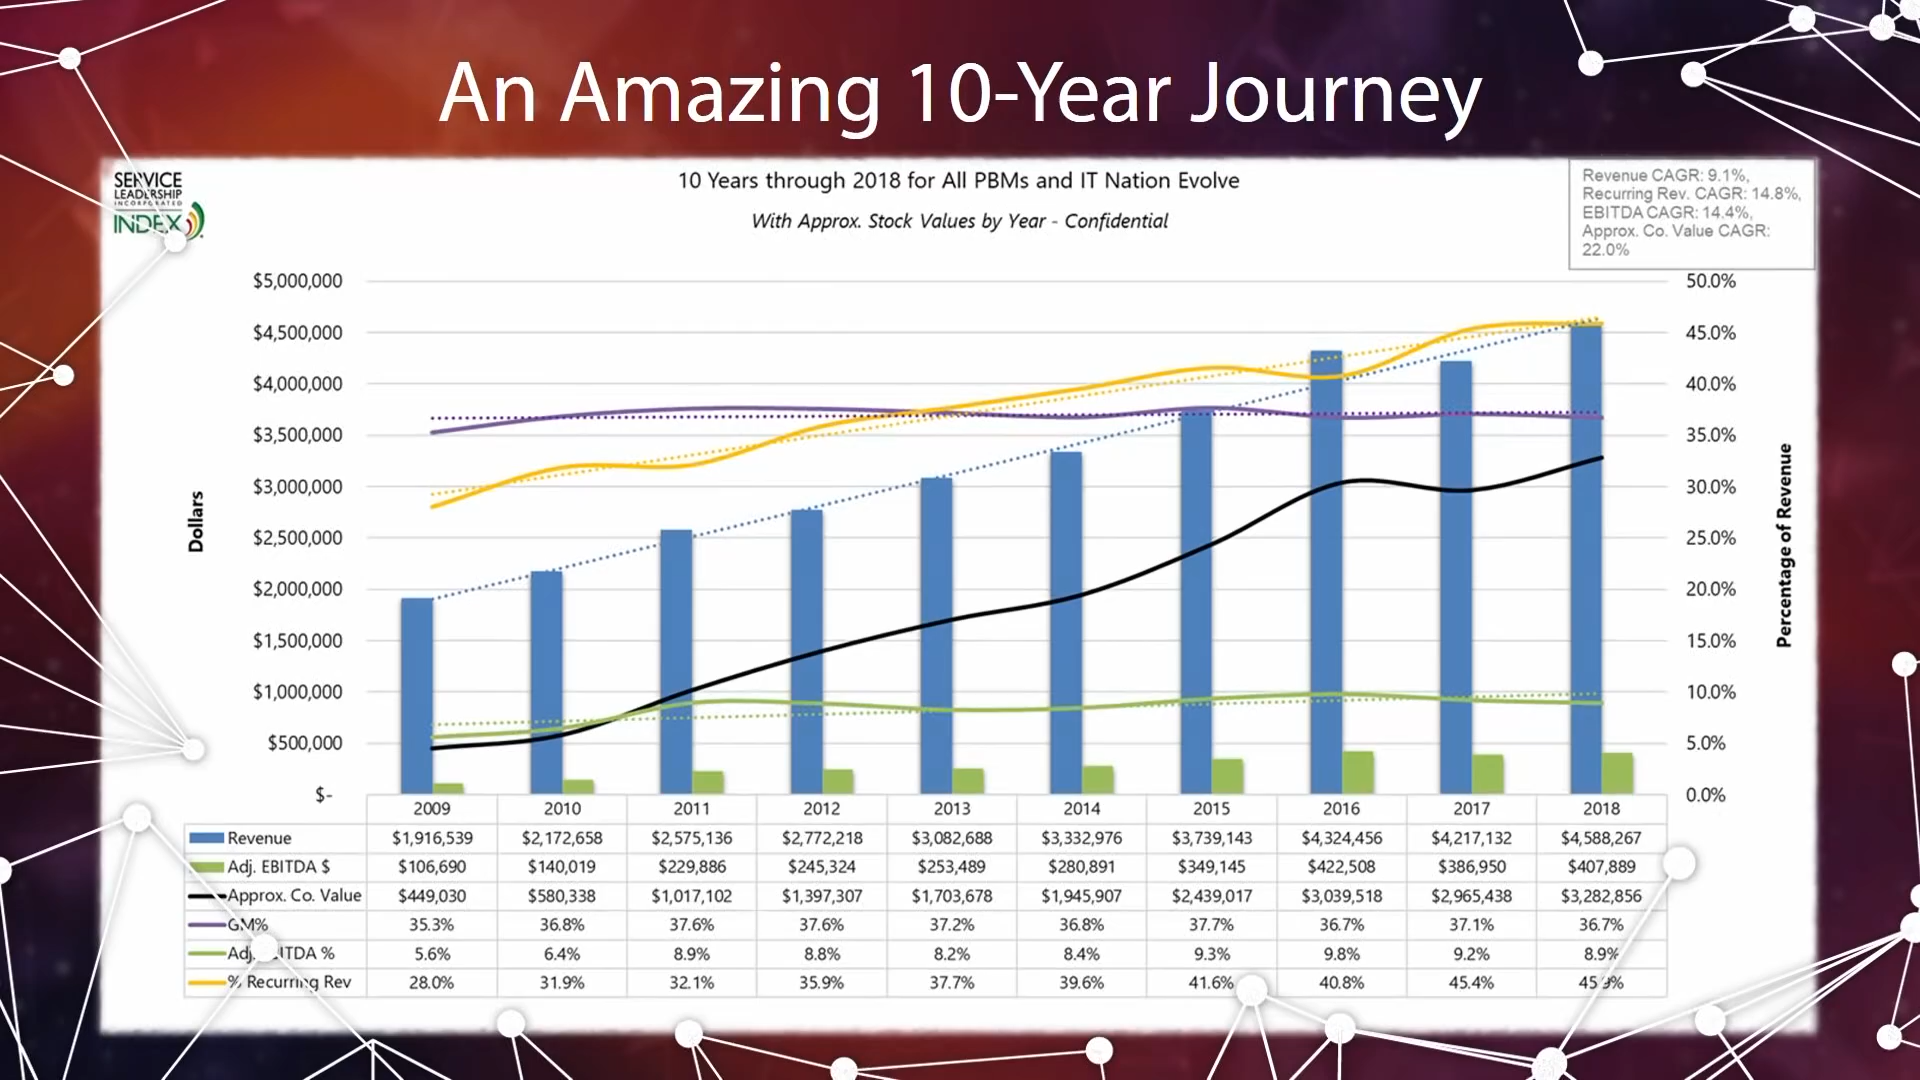 An Amazing 10-Year Journey
SERVICE
LEADERSHIP
INCORPORATED
INDEX
10 Years through 2018 for All PBMs and IT Nation Evolve
With Approx. Stock Values by Year - Confidential
Revenue CAGR: 9.1%,
Recurring Rev. CAGR: 14.8%,
EBITDA CAGR: 14.4%,
Approx. Co. Value CAGR:
22.0%
$5,000,000 50.0%
$4,500,000 45.0%
$4,000,000 40.0%
$3,500,000 35.0%
$3,000,000 30.0%
$2,500,000 25.0%
$2,000,000 20.0%
$1,500,000 15.0%
$1,000,000 10.0%
$500,000 5.0%
$- 0.0%
Dollars
Percentage of Revenue
2009 2010 2011 2012 2013 2014 2015 2016 2017 2018
Revenue $1,916,539 $2,172,658 $2,575,136 $2,772,218 $3,082,688 $3,332,976 $3,739,143 $4,324,456 $4,217,132 $4,588,267
Adj. EBITDA $ $106,690 $140,019 $229,886 $245,324 $253,489 $280,891 $349,145 $422,508 $386,950 $407,889
Approx. Co. Value $449,030 $580,338 $1,017,102 $1,397,307 $1,703,678 $1,945,907 $2,439,017 $3,039,518 $2,965,438 $3,282,856
GM% 35.3% 36.8% 37.6% 37.6% 37.2% 36.8% 37.7% 36.7% 37.1% 36.7%
Adj. EBITDA % 5.6% 6.4% 8.9% 8.8% 8.2% 8.4% 9.3% 9.8% 9.2% 8.9%
% Recurring Rev 28.0% 31.9% 32.1% 35.9% 37.7% 39.6% 41.6% 40.8% 45.4% 45.9%